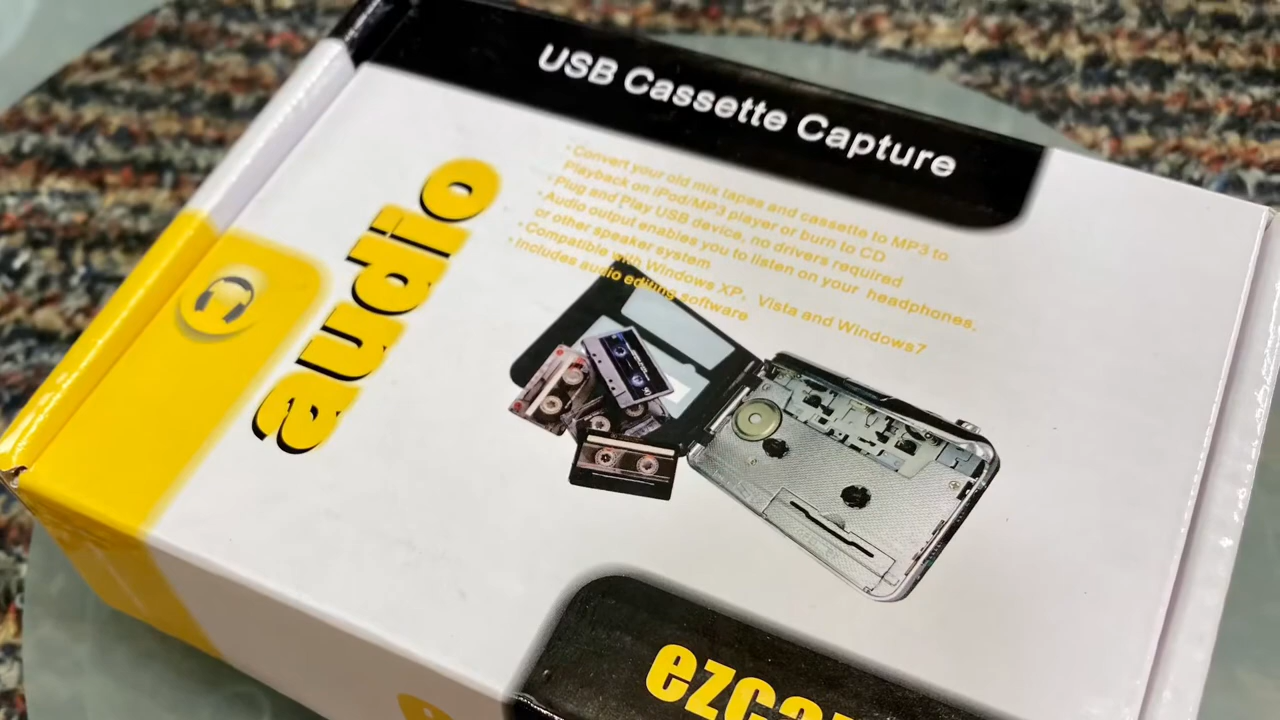 USB Cassette Capture
· Convert your old mix tapes and cassette to MP3 to
Playback on iPod/MP3 player or burn to CD
· Plug and Play USB device, no drivers required
· Audio output enables you to listen on your headphones,
or other speaker system
· Compatible with Windows XP, Vista and Windows7
· Includes audio editing software
audio